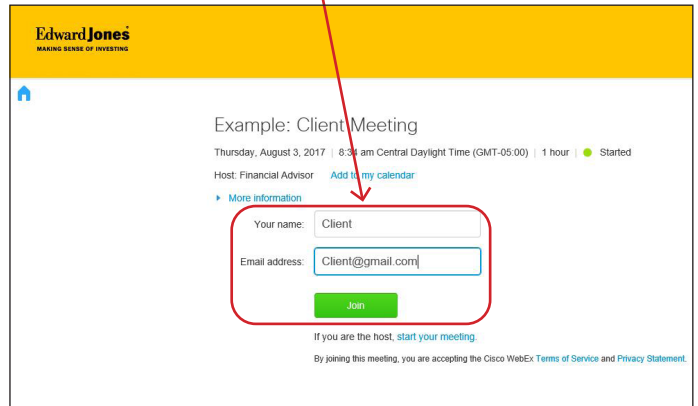 Edward Jones
MAKING SENSE OF INVESTING
Example: Client Meeting
Thursday, August 3, 2017 | 8:34 am Central Daylight Time (GMT-05:00) | 1 hour | Started
Host: Financial Advisor Add to my calendar
More information
Your name: Client
Email address: Client@gmail.com
Join
If you are the host, start your meeting.
By joining this meeting, you are accepting the Cisco WebEx Terms of Service and Privacy Statement.